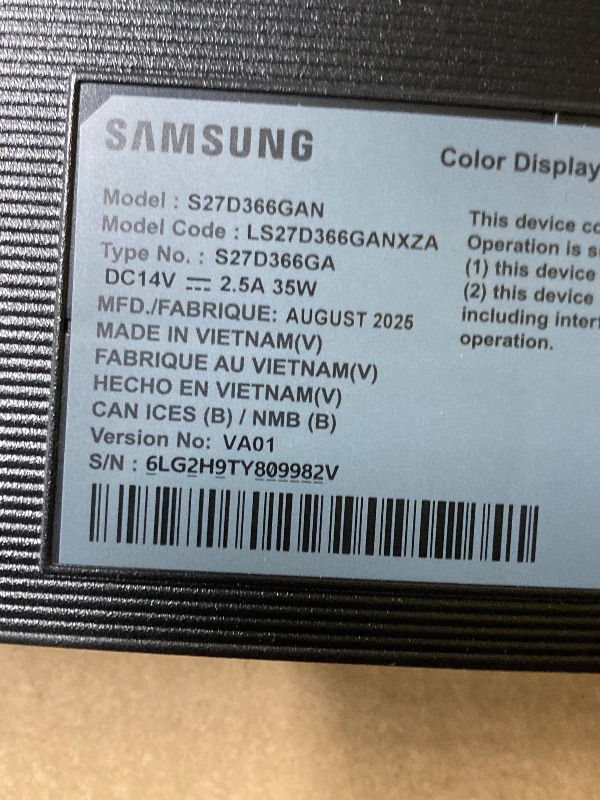 SAMSUNG
Color Display
Model : S27D366GAN
Model Code : LS27D366GANXZA
Type No. : S27D366GA
DC14V ⎓ 2.5A 35W
MFD./FABRIQUE: AUGUST 2025
MADE IN VIETNAM(V)
FABRIQUE AU VIETNAM(V)
HECHO EN VIETNAM(V)
CAN ICES (B) / NMB (B)
Version No: VA01
S/N : 6LG2H9TY809982V
This device
Operation is
(1) this device
(2) this device
including
operation.